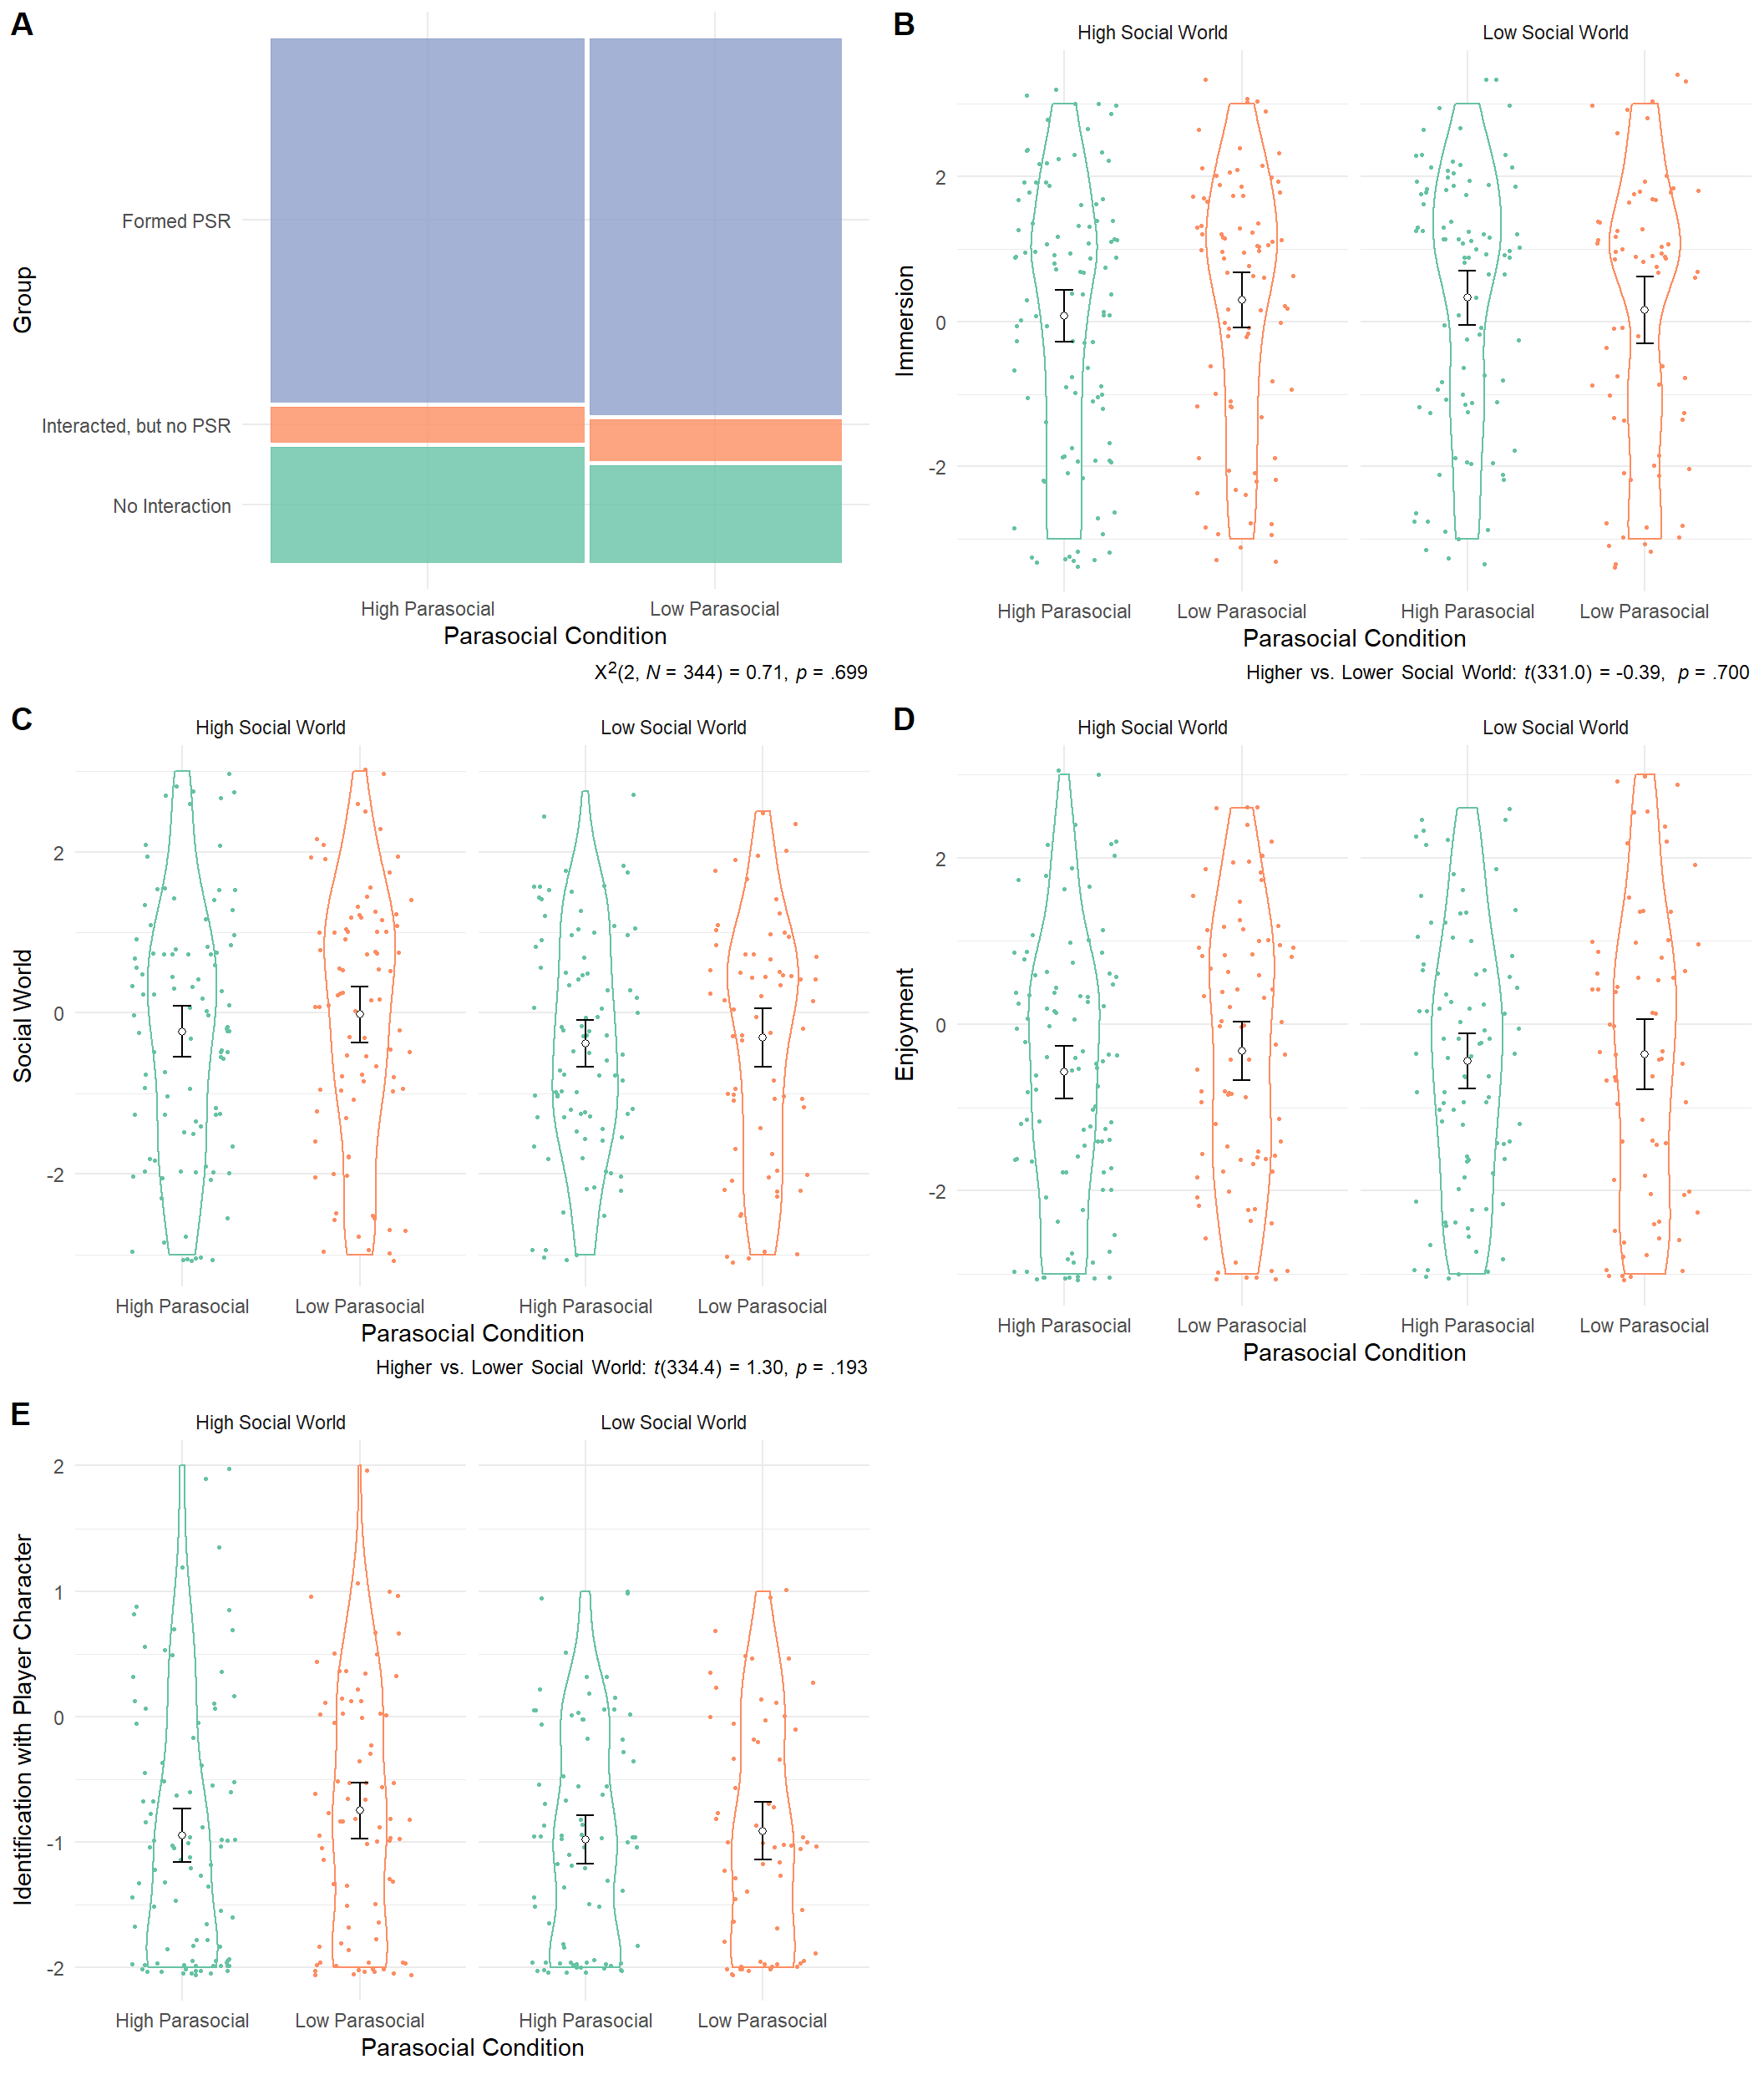 A
Group
Formed PSR
Interacted, but no PSR
No Interaction
High Parasocial Low Parasocial
Parasocial Condition
X²(2, N = 344) = 0.71, p = .699
B
High Social World Low Social World
Immersion
2
0
-2
High Parasocial Low Parasocial High Parasocial Low Parasocial
Parasocial Condition
Higher vs. Lower Social World: t(331.0) = -0.39, p = .700
C
High Social World Low Social World
Social World
2
0
-2
High Parasocial Low Parasocial High Parasocial Low Parasocial
Parasocial Condition
Higher vs. Lower Social World: t(334.4) = 1.30, p = .193
D
High Social World Low Social World
Enjoyment
2
0
-2
High Parasocial Low Parasocial High Parasocial Low Parasocial
Parasocial Condition
E
High Social World Low Social World
Identification with Player Character
2
1
0
-1
-2
High Parasocial Low Parasocial High Parasocial Low Parasocial
Parasocial Condition